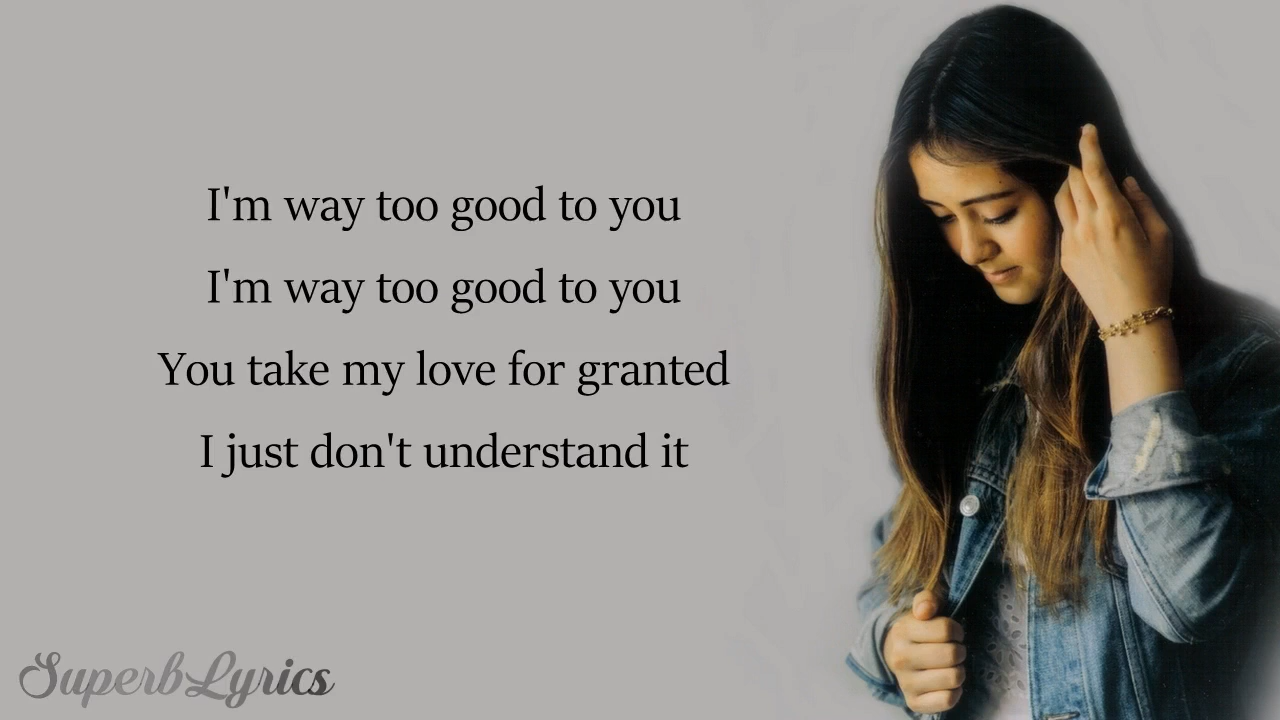 I'm way too good to you
I'm way too good to you
You take my love for granted
I just don't understand it
SuperbLyrics